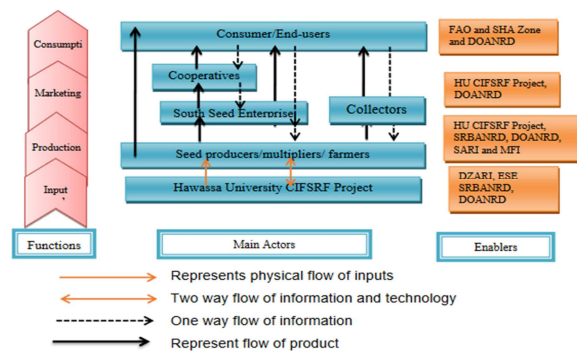 Consumpti
Marketing
Production
Input
Functions
Consumer/End-users
Cooperatives
South Seed Enterprise
Collectors
Seed producers/multipliers/ farmers
Hawassa University CIFSRF Project
Main Actors
FAO and SHA Zone
and DOANRD
HU CIFSRF Project,
DOANRD
HU CIFSRF Project,
SRBANRD, DOANRD,
SARI and MFI
DZARI, ESE
SRBANRD,
DOANRD
Enablers
Represents physical flow of inputs
Two way flow of information and technology
One way flow of information
Represent flow of product